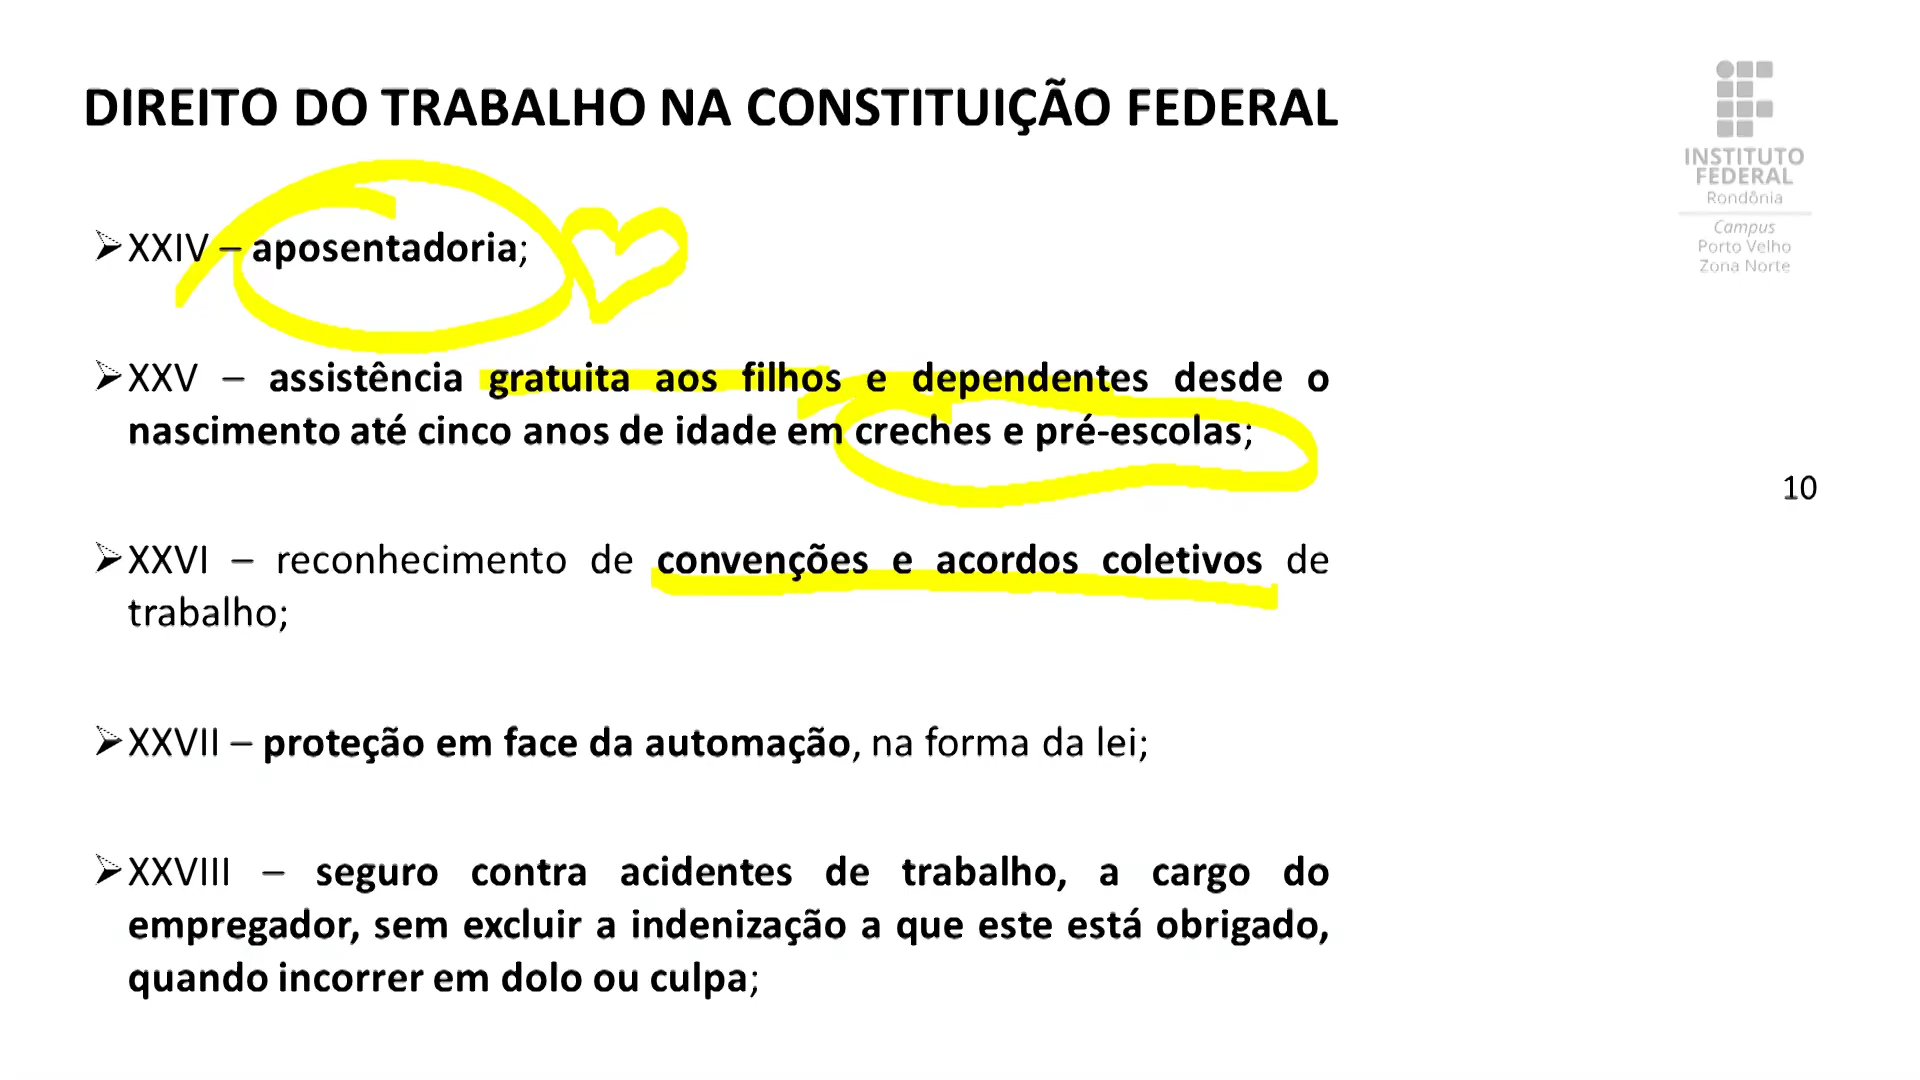 DIREITO DO TRABALHO NA CONSTITUIÇÃO FEDERAL
INSTITUTO
FEDERAL
Rondônia
Campus
Porto Velho
Zona Norte
XXIV – aposentadoria;
XXV – assistência gratuita aos filhos e dependentes desde o
nascimento até cinco anos de idade em creches e pré-escolas;
10
XXVI – reconhecimento de convenções e acordos coletivos de
trabalho;
XXVII – proteção em face da automação, na forma da lei;
XXVIII – seguro contra acidentes de trabalho, a cargo do
empregador, sem excluir a indenização a que este está obrigado,
quando incorrer em dolo ou culpa;